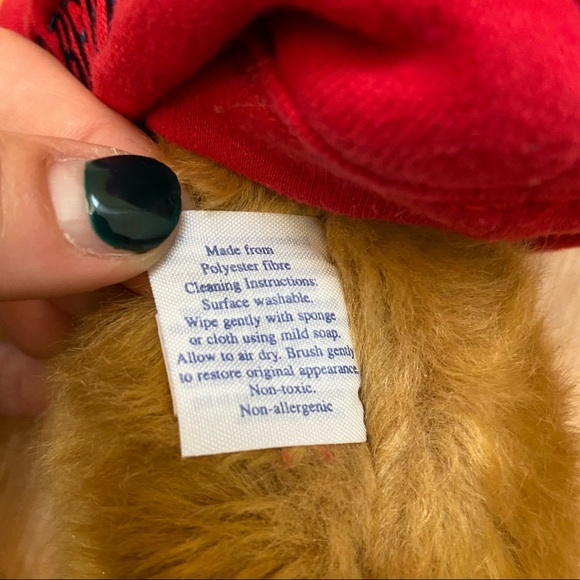 Made from
Polyester fibre
Cleaning Instructions:
Surface washable.
Wipe gently with sponge
or cloth using mild soap.
Allow to air dry. Brush gently
to restore original appearance.
Non-toxic.
Non-allergenic